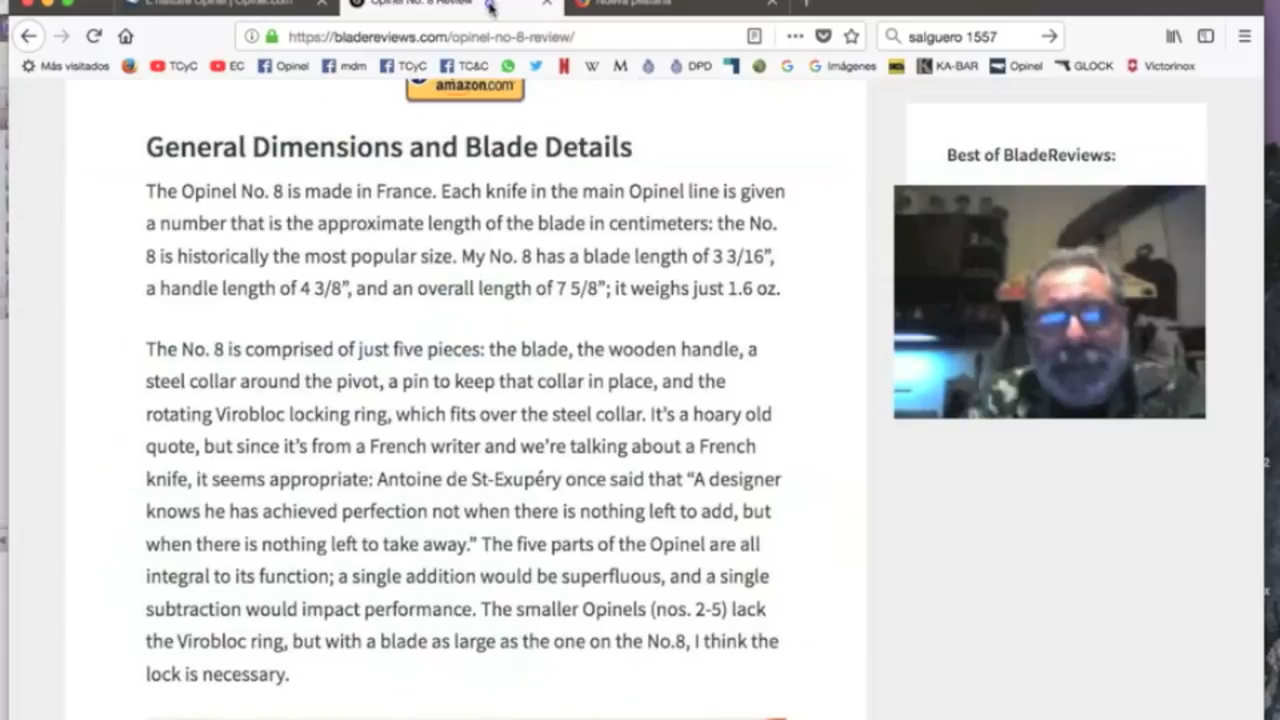 L'histoire Opinel | Opinel.com
Opinel No. 8 Review
Nueva pestaña
https://bladereviews.com/opinel-no-8-review/
salguero 1557
Más visitados
TCyC
EC
Opinel
mdm
TCyC
TC&C
DPD
Imágenes
KA-BAR
Opinel
GLOCK
Victorinox
amazon.com
General Dimensions and Blade Details
The Opinel No. 8 is made in France. Each knife in the main Opinel line is given
a number that is the approximate length of the blade in centimeters: the No.
8 is historically the most popular size. My No. 8 has a blade length of 3 3/16”,
a handle length of 4 3/8”, and an overall length of 7 5/8”; it weighs just 1.6 oz.
The No. 8 is comprised of just five pieces: the blade, the wooden handle, a
steel collar around the pivot, a pin to keep that collar in place, and the
rotating Virobloc locking ring, which fits over the steel collar. It’s a hoary old
quote, but since it’s from a French writer and we’re talking about a French
knife, it seems appropriate: Antoine de St-Exupéry once said that “A designer
knows he has achieved perfection not when there is nothing left to add, but
when there is nothing left to take away.” The five parts of the Opinel are all
integral to its function; a single addition would be superfluous, and a single
subtraction would impact performance. The smaller Opinels (nos. 2-5) lack
the Virobloc ring, but with a blade as large as the one on the No.8, I think the
lock is necessary.
Best of BladeReviews: